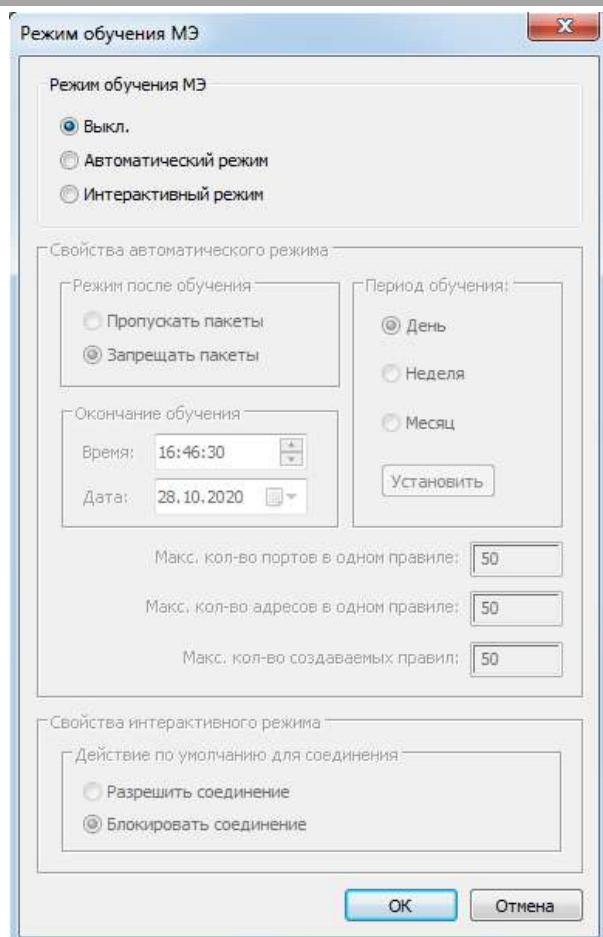 Режим обучения МЭ
Режим обучения МЭ
Выкл.
Автоматический режим
Интерактивный режим
Свойства автоматического режима
Режим после обучения
Пропускать пакеты
Запрещать пакеты
Период обучения:
День
Неделя
Месяц
Установить
Окончание обучения
Время: 16:46:30
Дата: 28.10.2020
Макс. кол-во портов в одном правиле: 50
Макс. кол-во адресов в одном правиле: 50
Макс. кол-во создаваемых правил: 50
Свойства интерактивного режима
Действие по умолчанию для соединения
Разрешить соединение
Блокировать соединение
OK Отмена